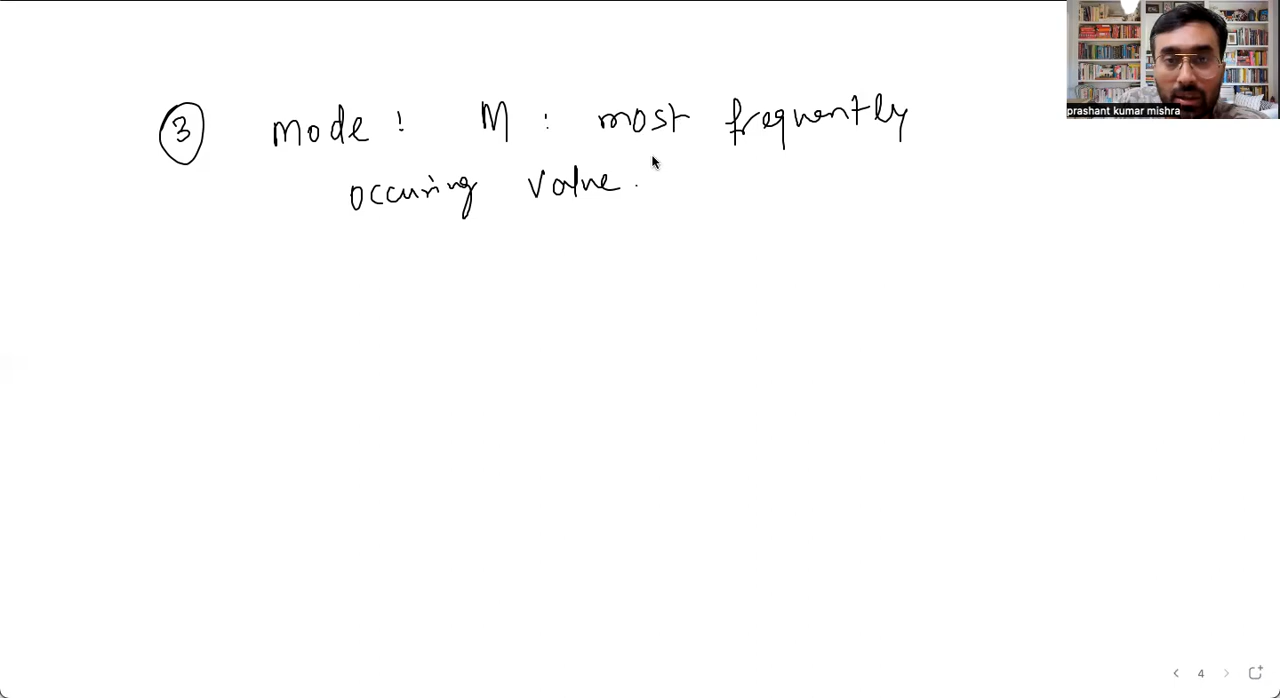 ③ mode: M : most frequently
occuring value.
prashant kumar mishra
4